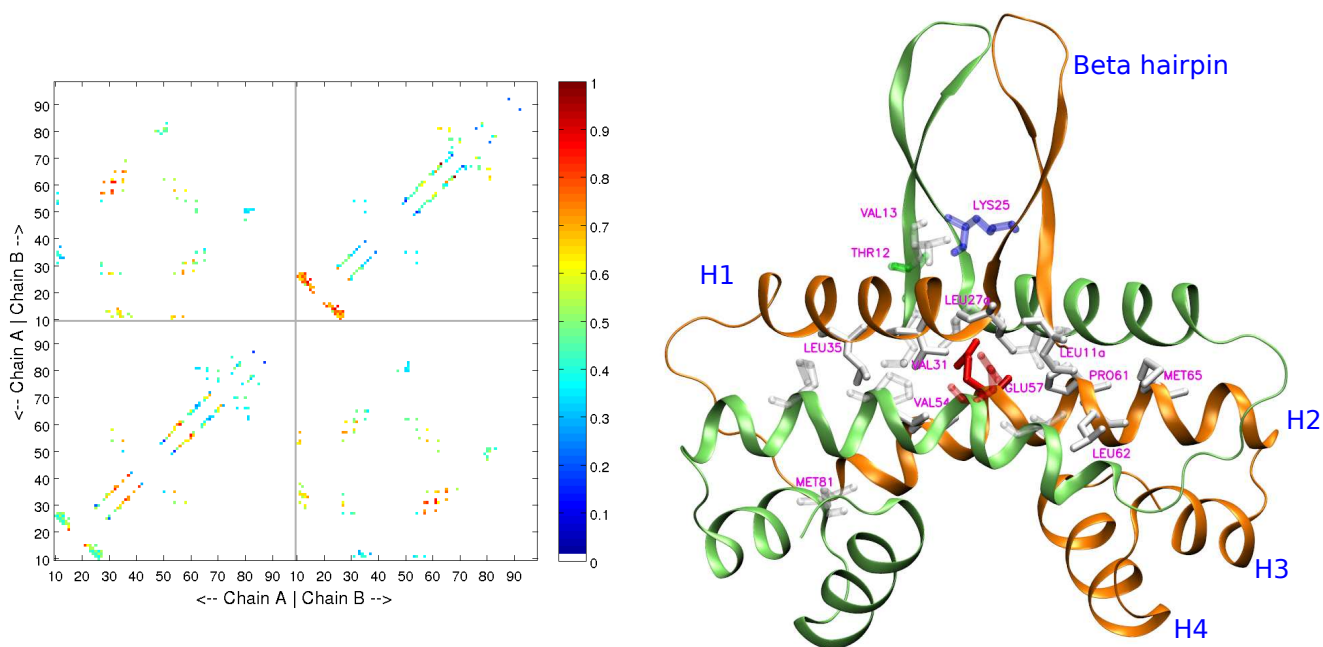 90
80
70
60
50
40
30
20
10
90
80
70
60
50
40
30
20
10
10 20 30 40 50 60 70 80 90 10 20 30 40 50 60 70 80 90
<-- Chain A | Chain B -->
<-- Chain A | Chain B -->
1
0.9
0.8
0.7
0.6
0.5
0.4
0.3
0.2
0.1
0
Beta hairpin
VAL13
LYS25
THR12
H1
LEU27a
LEU35
VAL31
LEU11a
GLU57
PRO61
MET65
VAL54
H2
LEU62
MET81
H3
H4